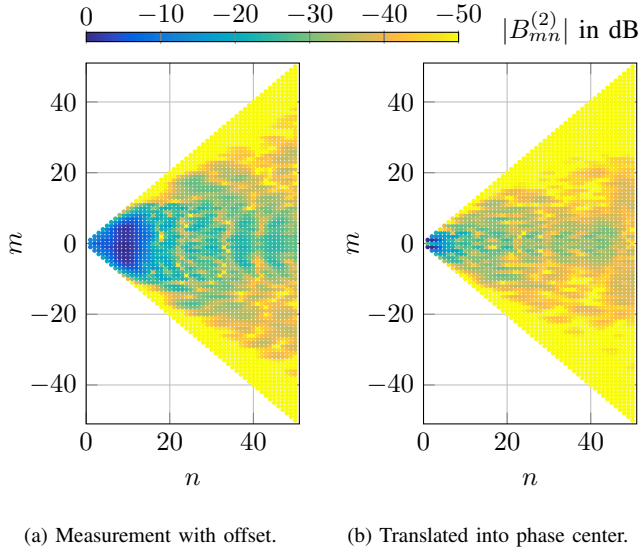 0 −10 −20 −30 −40 −50 |B_{mn}^{(2)}| in dB
40
20
0
−20
−40
m
0 20 40
n
40
20
0
−20
−40
m
0 20 40
n
(a) Measurement with offset. (b) Translated into phase center.